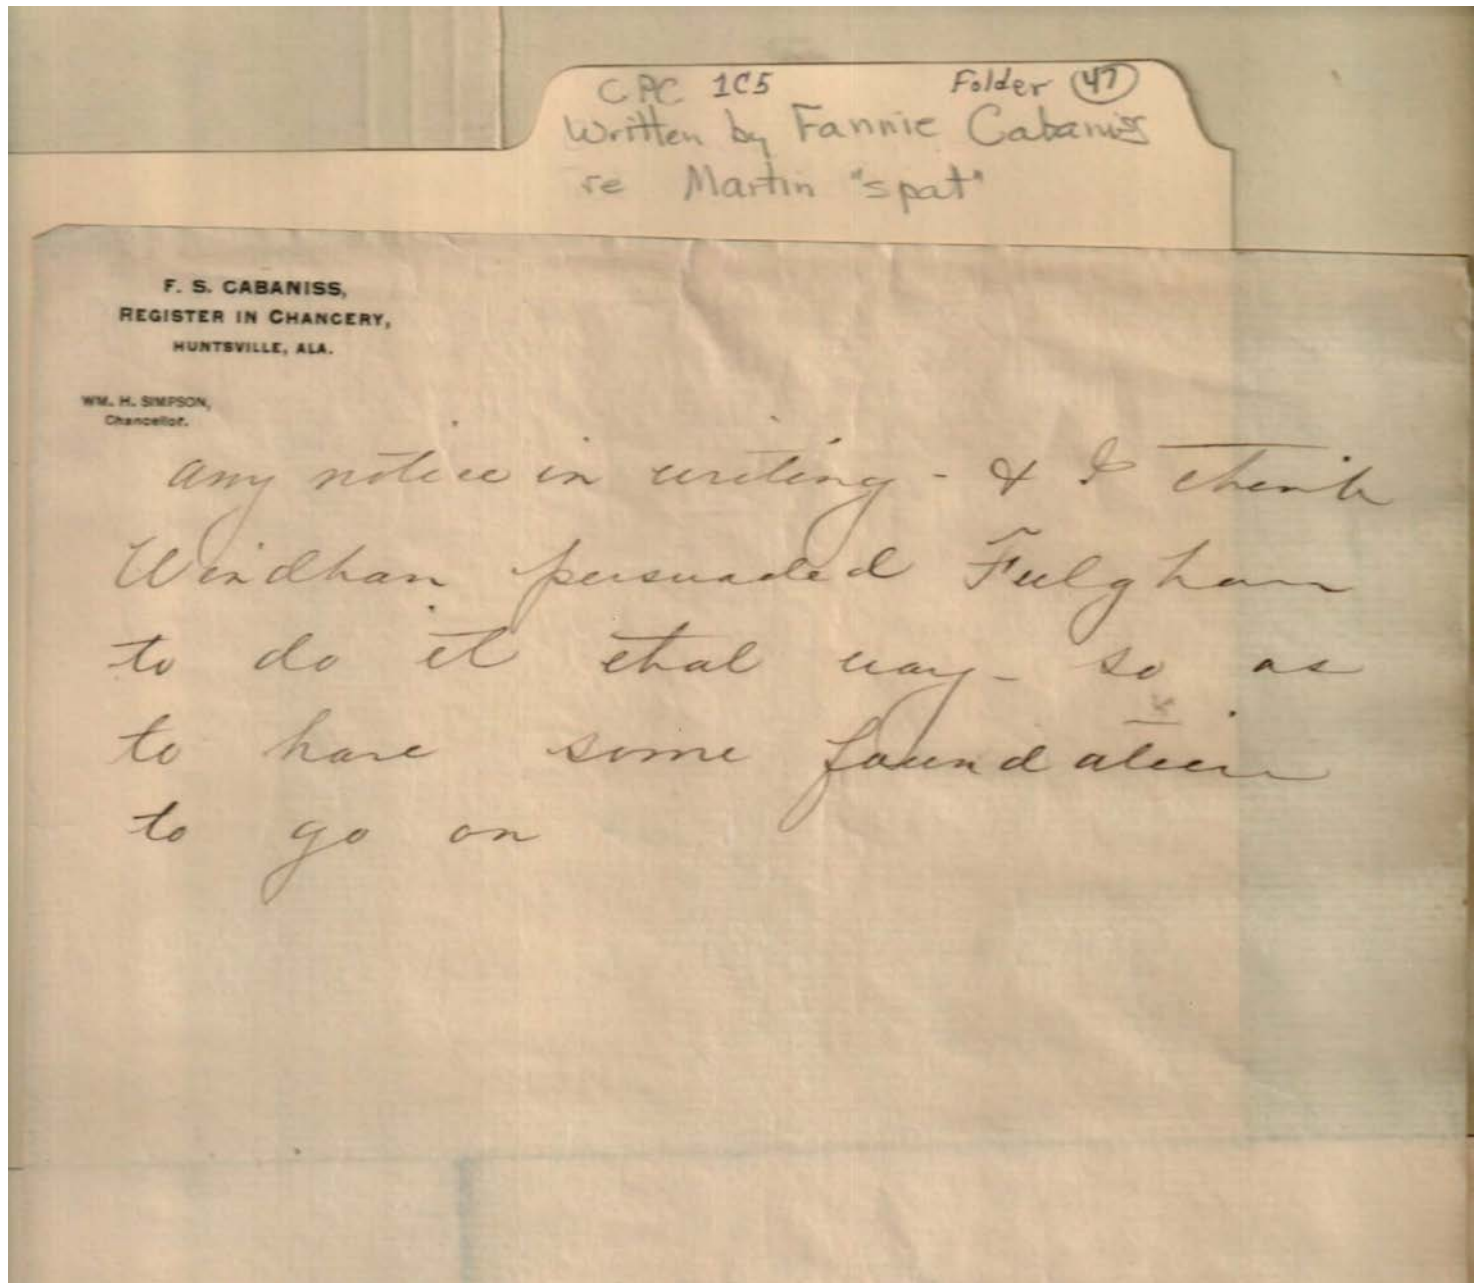 CPC 1C5 Folder 47
Written by Fannie Cabaniss
re Martin "spat"
F. S. CABANISS,
REGISTER IN CHANCERY,
HUNTSVILLE, ALA.
WM. H. SIMPSON,
Chancellor.
any notice in writing - & I think
Windham persuaded Fulgham
to do it that way - so as
to have some foundation
to go on